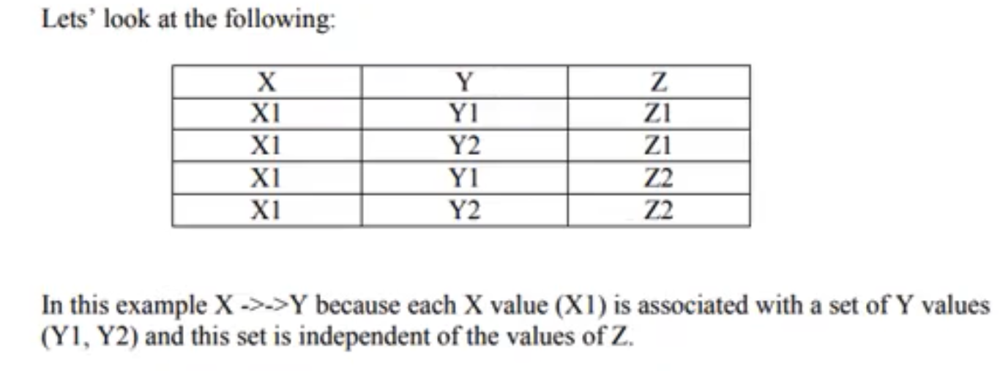 Lets’ look at the following:
X Y Z
X1 Y1 Z1
X1 Y2 Z1
X1 Y1 Z2
X1 Y2 Z2
In this example X ->->Y because each X value (X1) is associated with a set of Y values
(Y1, Y2) and this set is independent of the values of Z.